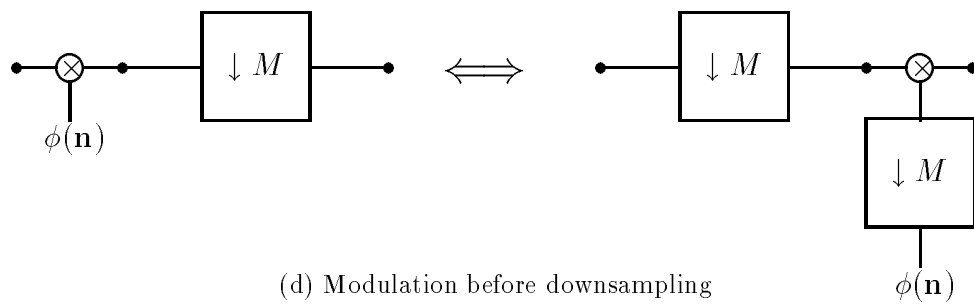 ↓ M
⟺
↓ M
ϕ(n)
↓ M
(d) Modulation before downsampling
ϕ(n)